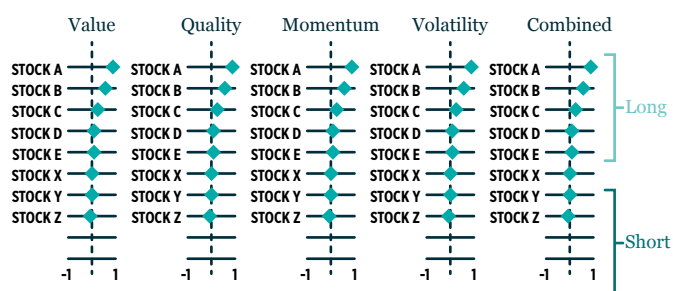 Value Quality Momentum Volatility Combined
STOCK A STOCK A STOCK A STOCK A STOCK A
STOCK B STOCK B STOCK B STOCK B STOCK B
STOCK C STOCK C STOCK C STOCK C STOCK C
Long
STOCK D STOCK D STOCK D STOCK D STOCK D
STOCK E STOCK E STOCK E STOCK E STOCK E
STOCK X STOCK X STOCK X STOCK X STOCK X
STOCK Y STOCK Y STOCK Y STOCK Y STOCK Y
STOCK Z STOCK Z STOCK Z STOCK Z STOCK Z
Short
-1 1 -1 1 -1 1 -1 1 -1 1